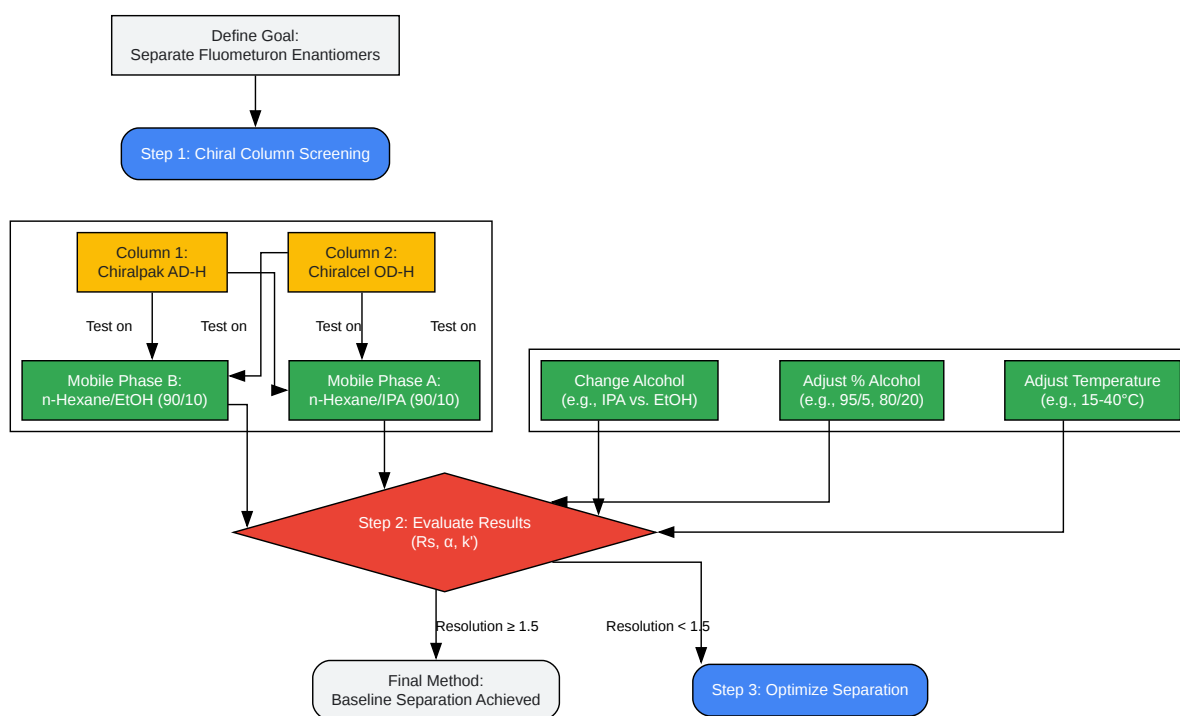 Define Goal:
Separate Fluometuron Enantiomers
Step 1: Chiral Column Screening
Column 1:
Chiralpak AD-H
Column 2:
Chiralcel OD-H
Test on
Test on
Test on
Test on
Mobile Phase B:
n-Hexane/EtOH (90/10)
Mobile Phase A:
n-Hexane/IPA (90/10)
Change Alcohol
(e.g., IPA vs. EtOH)
Adjust % Alcohol
(e.g., 95/5, 80/20)
Adjust Temperature
(e.g., 15-40°C)
Step 2: Evaluate Results
(Rs, α, k')
Resolution ≥ 1.5
Resolution < 1.5
Final Method:
Baseline Separation Achieved
Step 3: Optimize Separation